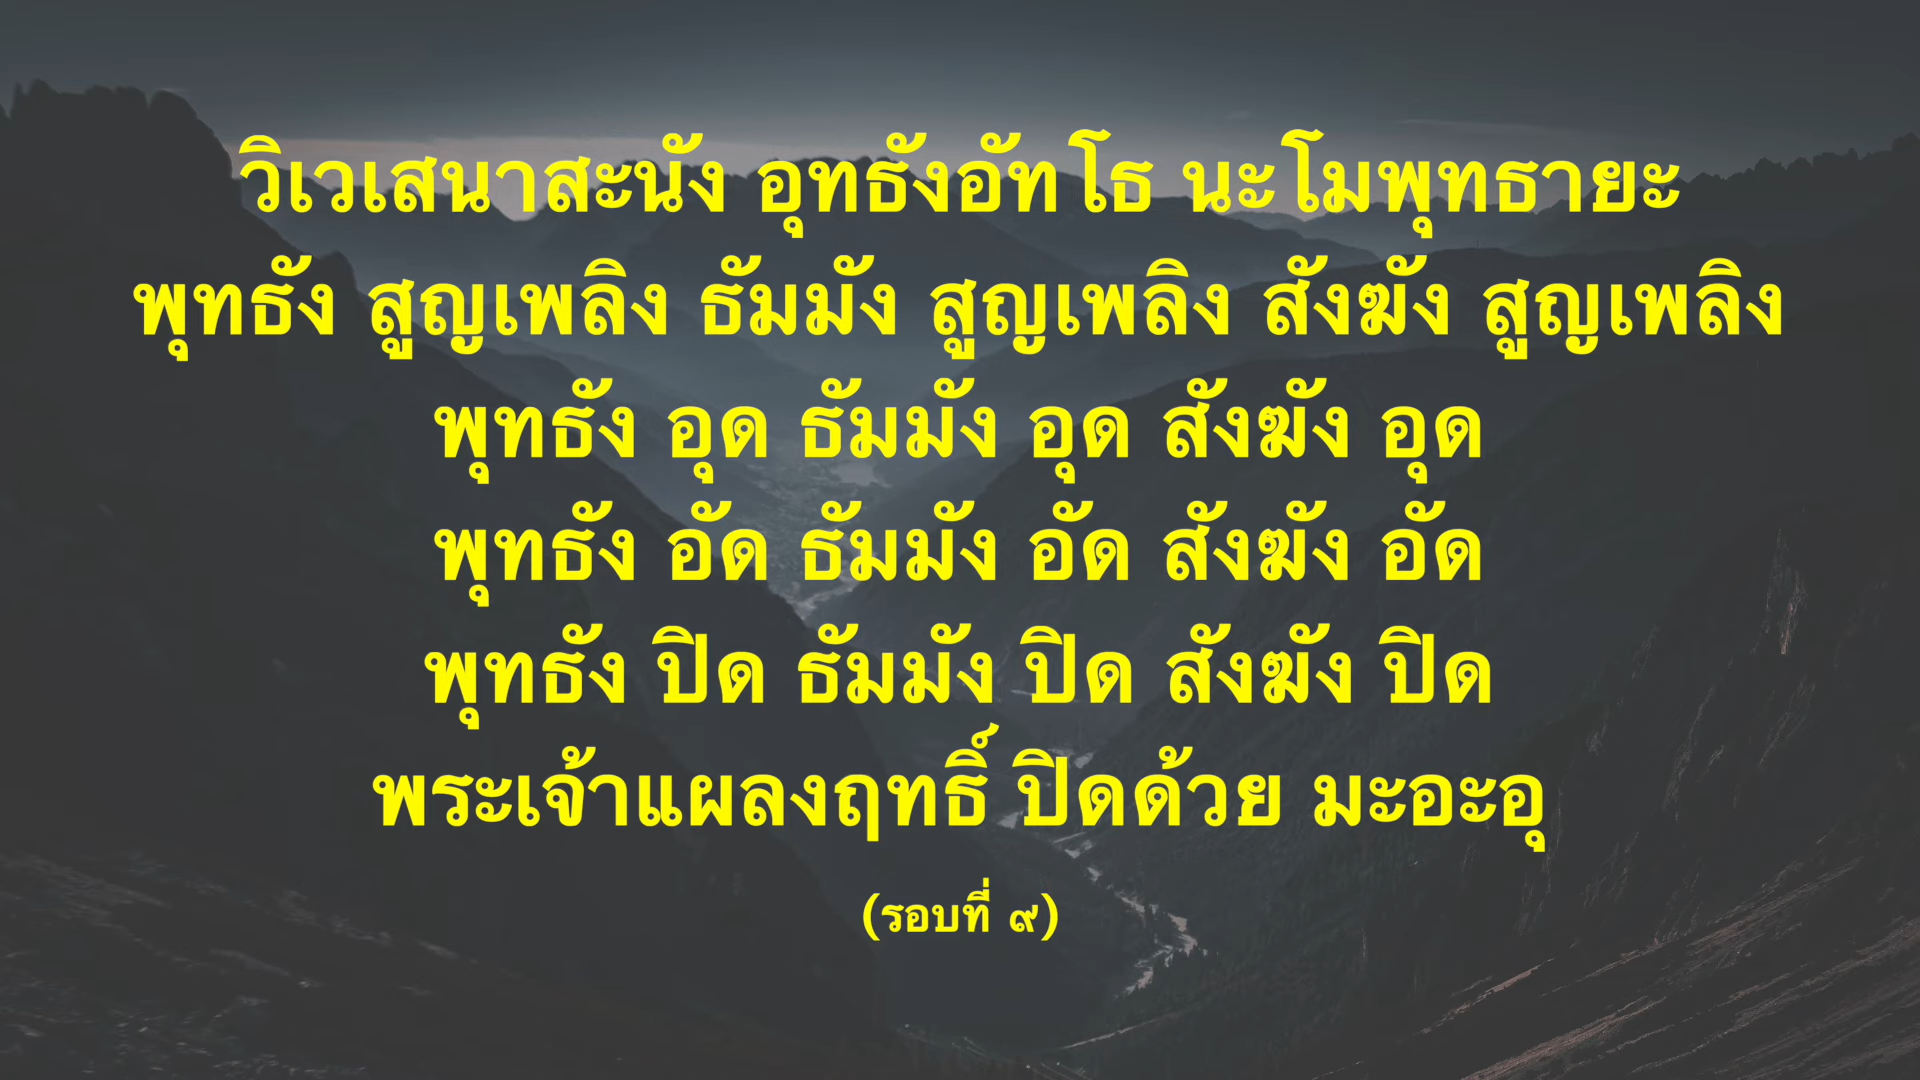 วิเวเสนาสะนัง อุทธังอัทโธ นะโมพุทธายะ
พุทธัง สูญเพลิง ธัมมัง สูญเพลิง สังฆัง สูญเพลิง
พุทธัง อุด ธัมมัง อุด สังฆัง อุด
พุทธัง อัด ธัมมัง อัด สังฆัง อัด
พุทธัง ปิด ธัมมัง ปิด สังฆัง ปิด
พระเจ้าแผลงฤทธิ์ ปิดด้วย มะอะอุ
(รอบที่ ๙)